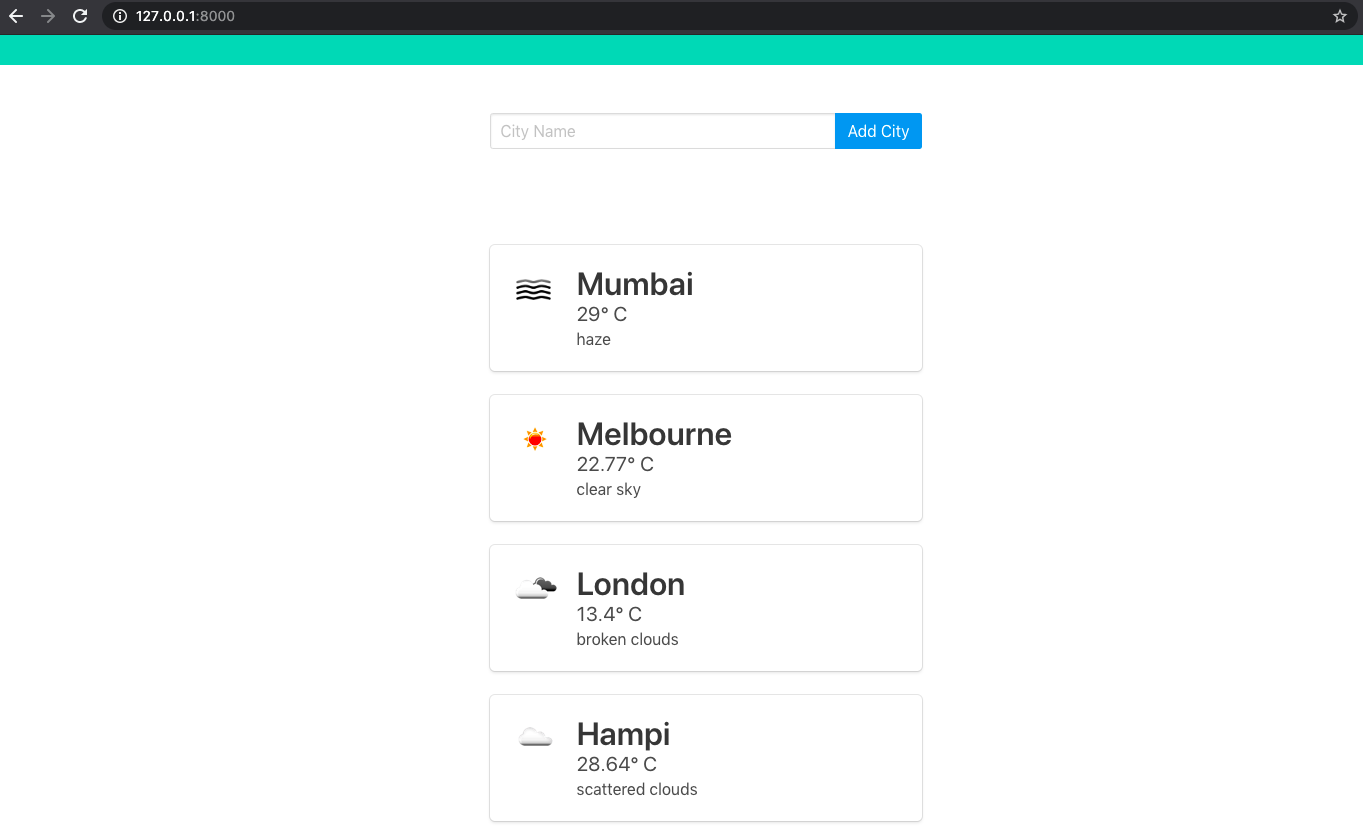 127.0.0.1:8000
City Name
Add City
Mumbai
29° C
haze
Melbourne
22.77° C
clear sky
London
13.4° C
broken clouds
Hampi
28.64° C
scattered clouds